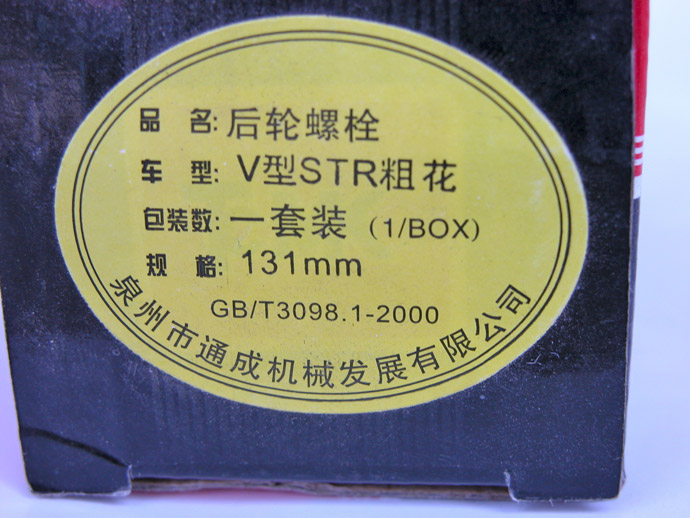 品 名: 后轮螺栓
车 型: V型STR粗花
包装数: 一套装 (1/BOX)
规 格: 131mm
GB/T3098.1-2000
泉州市通成机械发展有限公司